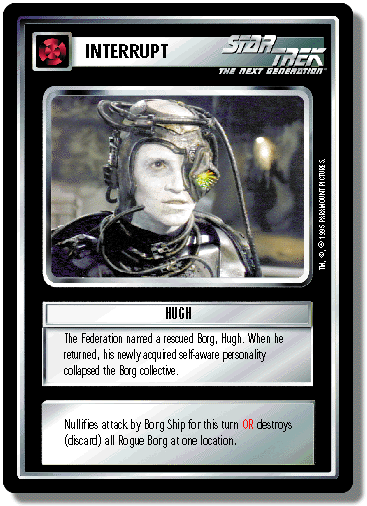 INTERRUPT
STAR TREK
THE NEXT GENERATION™
TM, ®, © 1995 PARAMOUNT PICTURES.
HUGH
The Federation named a rescued Borg, Hugh. When he
returned, his newly acquired self-aware personality
collapsed the Borg collective.
Nullifies attack by Borg Ship for this turn OR destroys
(discard) all Rogue Borg at one location.